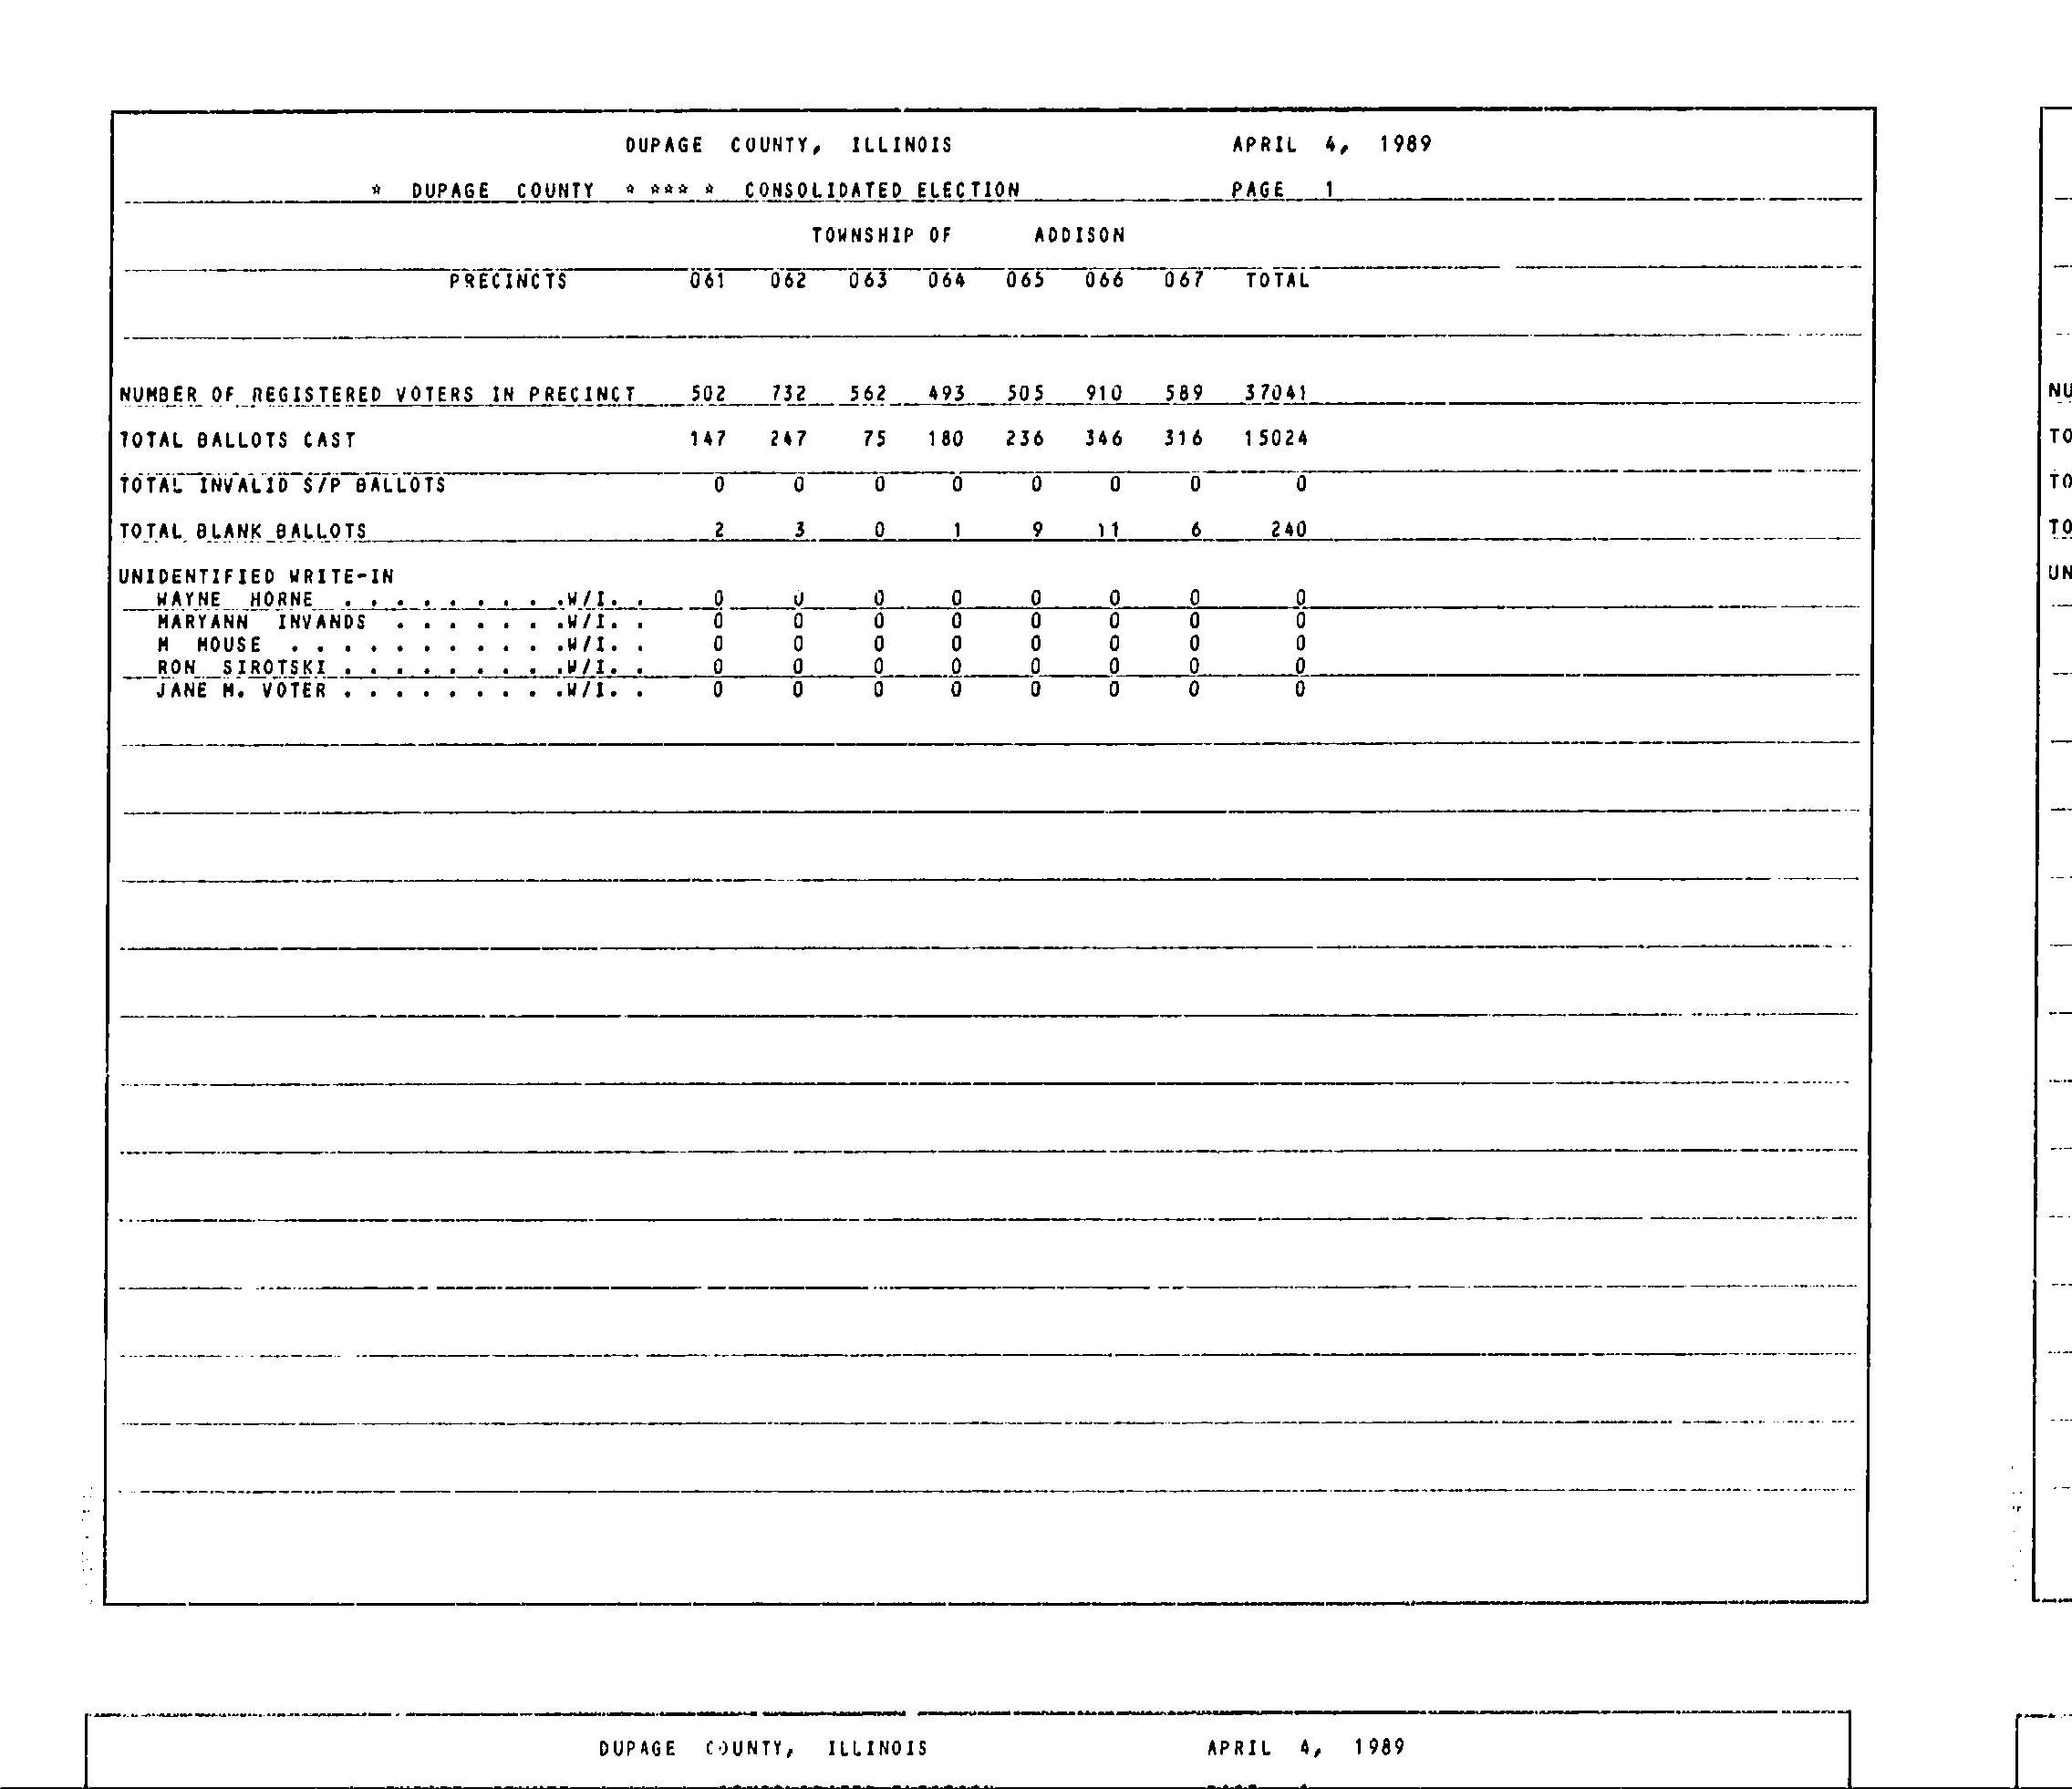 DUPAGE COUNTY, ILLINOIS APRIL 4, 1989
* DUPAGE COUNTY * *** * CONSOLIDATED ELECTION PAGE 1
TOWNSHIP OF ADDISON
PRECINCTS 061 062 063 064 065 066 067 TOTAL
NUMBER OF REGISTERED VOTERS IN PRECINCT 502 732 562 493 505 910 589 37041
TOTAL BALLOTS CAST 147 247 75 180 236 346 316 15024
TOTAL INVALID S/P BALLOTS 0 0 0 0 0 0 0 0
TOTAL BLANK BALLOTS 2 3 0 1 9 11 6 240
UNIDENTIFIED WRITE-IN
WAYNE HORNE . . . . . . . . .W/I. . 0 0 0 0 0 0 0 0
MARYANN INVANDS . . . . . . .W/I. . 0 0 0 0 0 0 0 0
M MOUSE . . . . . . . . . . .W/I. . 0 0 0 0 0 0 0 0
RON SIROTSKI . . . . . . . . .W/I. . 0 0 0 0 0 0 0 0
JANE M. VOTER . . . . . . . . .W/I. . 0 0 0 0 0 0 0 0
NU
TO
TO
TO
UN
DUPAGE COUNTY, ILLINOIS APRIL 4, 1989